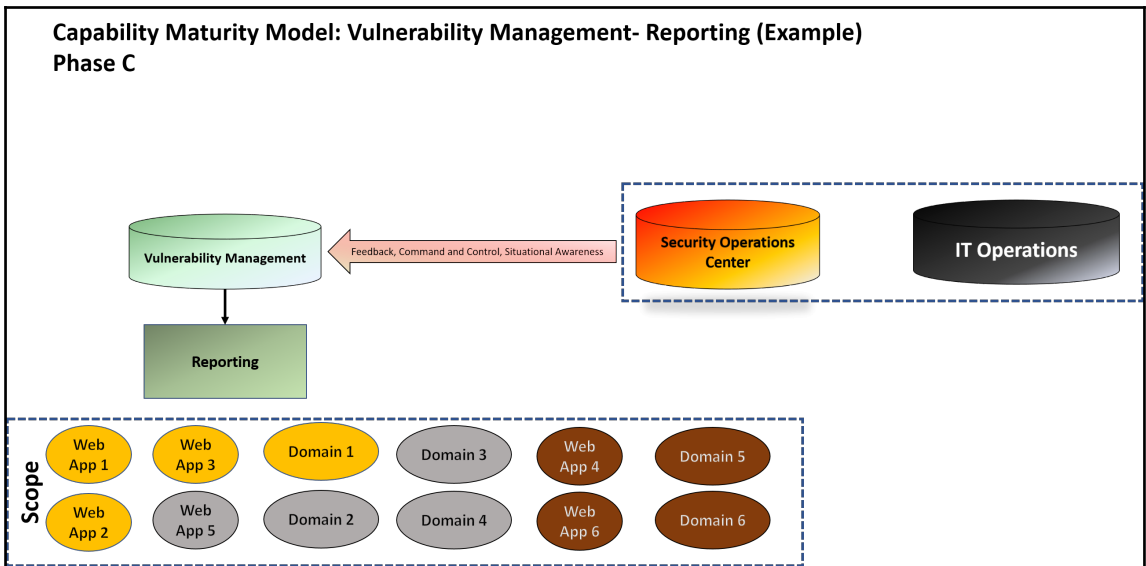 Capability Maturity Model: Vulnerability Management- Reporting (Example)
Phase C
Vulnerability Management
Feedback, Command and Control, Situational Awareness
Security Operations
Center
IT Operations
Reporting
Scope
Web
App 1
Web
App 3
Domain 1
Domain 3
Web
App 4
Domain 5
Web
App 2
Web
App 5
Domain 2
Domain 4
Web
App 6
Domain 6